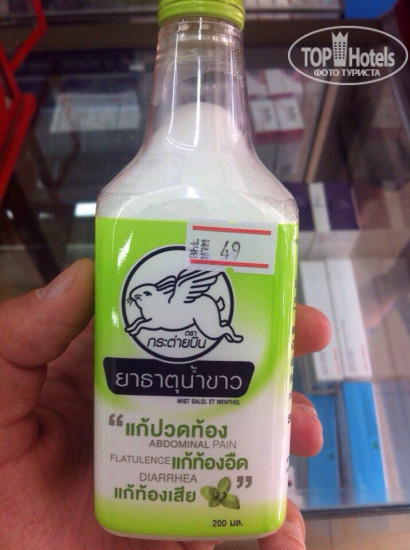 TOP Hotels
ФОТО ТУРИСТА
49
ตรา
กระต่ายบิน
ยาธาตุน้ำขาว
MIST SALOL ET MENTHOL
“แก้ปวดท้อง
ABDOMINAL PAIN
FLATULENCE แก้ท้องอืด
DIARRHEA
แก้ท้องเสีย”
200 มล.